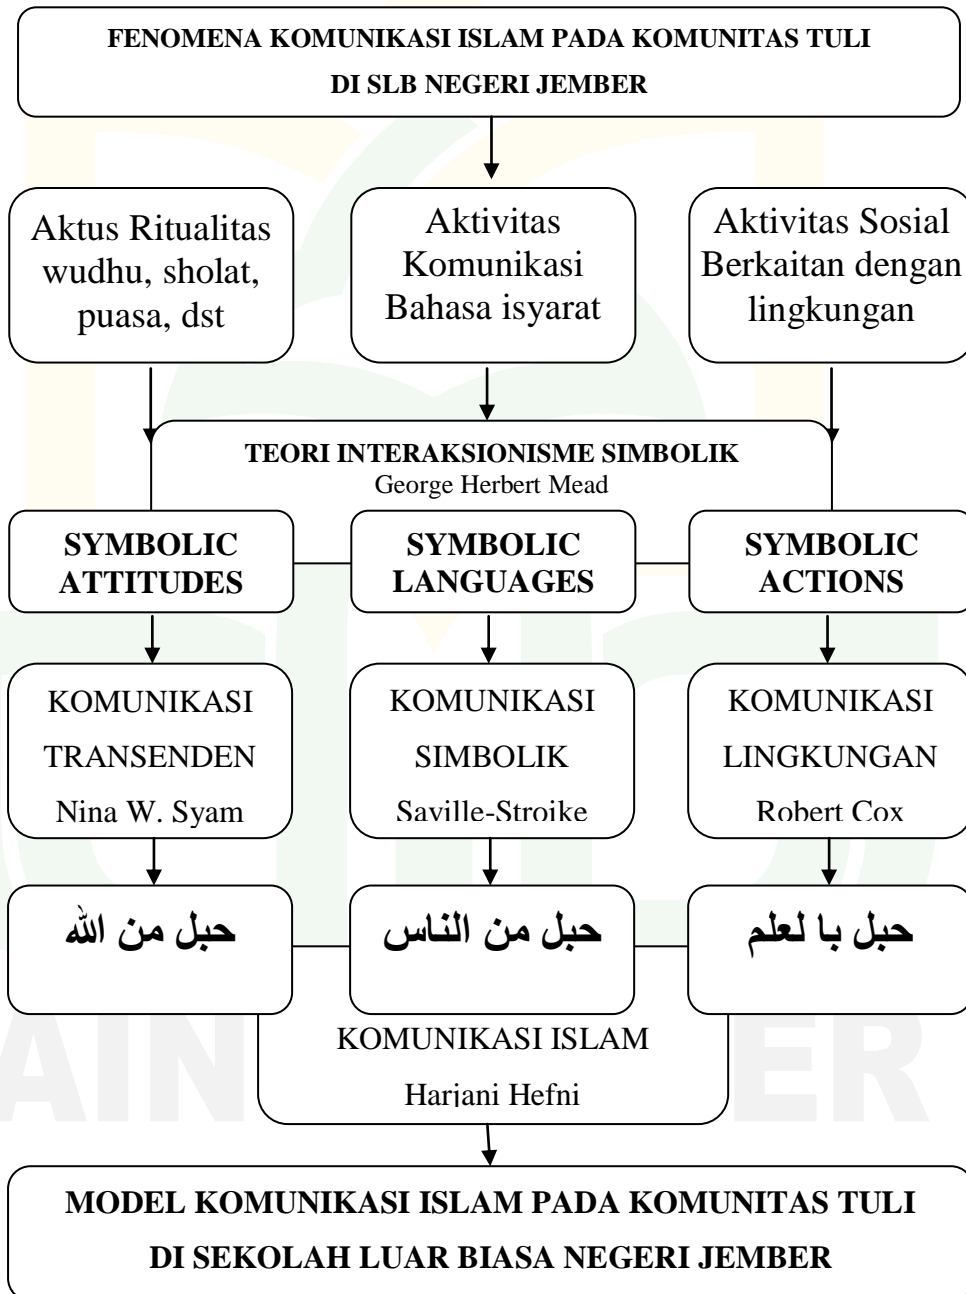 FENOMENA KOMUNIKASI ISLAM PADA KOMUNITAS TULI
DI SLB NEGERI JEMBER
Aktus Ritualitas
wudhu, sholat,
puasa, dst
Aktivitas
Komunikasi
Bahasa isyarat
Aktivitas Sosial
Berkaitan dengan
lingkungan
TEORI INTERAKSIONISME SIMBOLIK
George Herbert Mead
SYMBOLIC
ATTITUDES
SYMBOLIC
LANGUAGES
SYMBOLIC
ACTIONS
KOMUNIKASI
TRANSENDEN
Nina W. Syam
KOMUNIKASI
SIMBOLIK
Saville-Stroike
KOMUNIKASI
LINGKUNGAN
Robert Cox
حبل من الله
حبل من الناس
حبل با لعلم
KOMUNIKASI ISLAM
Harjani Hefni
MODEL KOMUNIKASI ISLAM PADA KOMUNITAS TULI
DI SEKOLAH LUAR BIASA NEGERI JEMBER